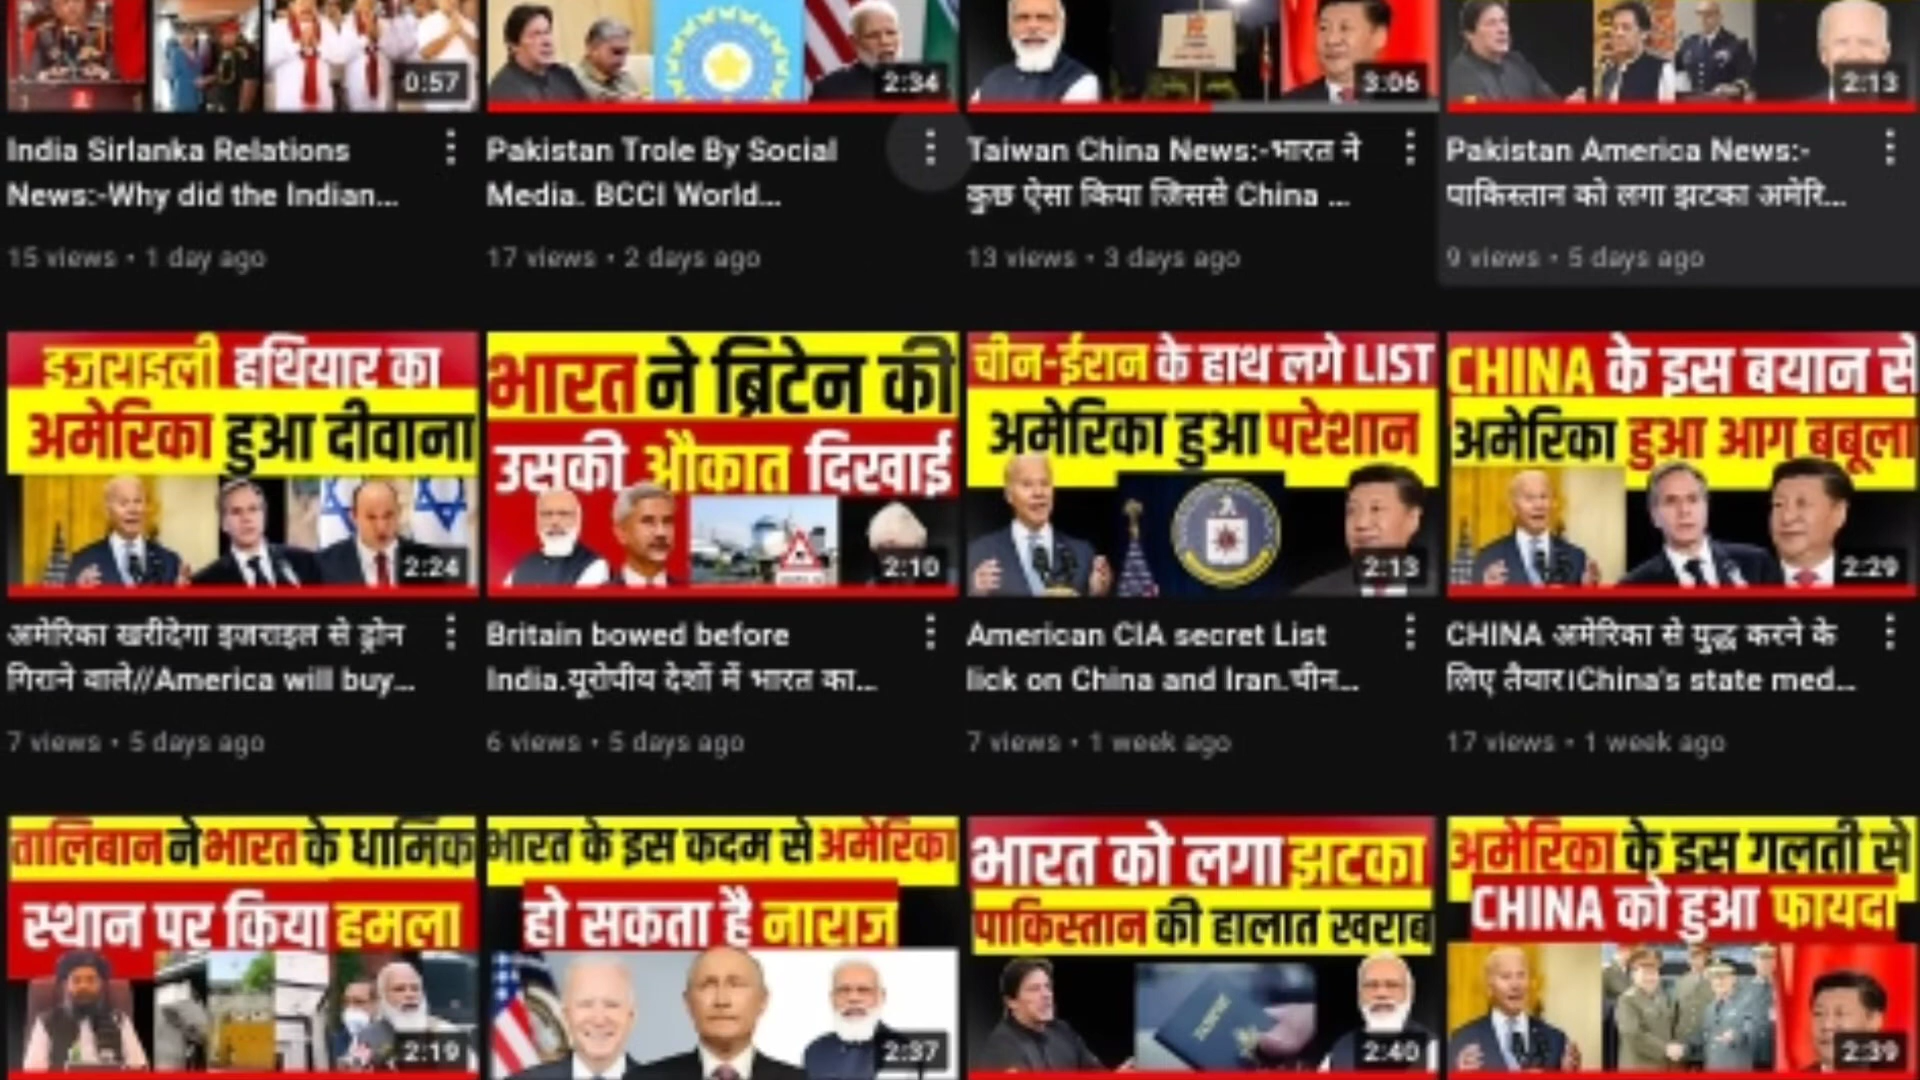 0:57
2:34
3:06
2:13
India Sirlanka Relations
News:-Why did the Indian...
Pakistan Trole By Social
Media. BCCI World...
Taiwan China News:-भारत ने
कुछ ऐसा किया जिससे China ...
Pakistan America News:-
पाकिस्तान को लगा झटका अमेरि...
15 views • 1 day ago
17 views • 2 days ago
13 views • 3 days ago
9 views • 5 days ago
इजराइली हथियार का
अमेरिका हुआ दीवाना
2:24
भारत ने ब्रिटेन की
उसकी औकात दिखाई
2:10
चीन-ईरान के हाथ लगे LIST
अमेरिका हुआ परेशान
2:13
CHINA के इस बयान से
अमेरिका हुआ आग बबूला
2:29
अमेरिका खरीदेगा इजराइल से ड्रोन
गिराने वाले//America will buy...
Britain bowed before
India.यूरोपीय देशों में भारत का...
American CIA secret List
lick on China and Iran.चीन...
CHINA अमेरिका से युद्ध करने के
लिए तैयार।China's state med...
7 views • 5 days ago
6 views • 5 days ago
7 views • 1 week ago
17 views • 1 week ago
तालिबान ने भारत के धार्मिक
स्थान पर किया हमला
2:19
भारत के इस कदम से अमेरिका
हो सकता है नाराज
2:37
भारत को लगा झटका
पाकिस्तान की हालात खराब
2:40
अमेरिका के इस गलती से
CHINA को हुआ फायदा
2:39